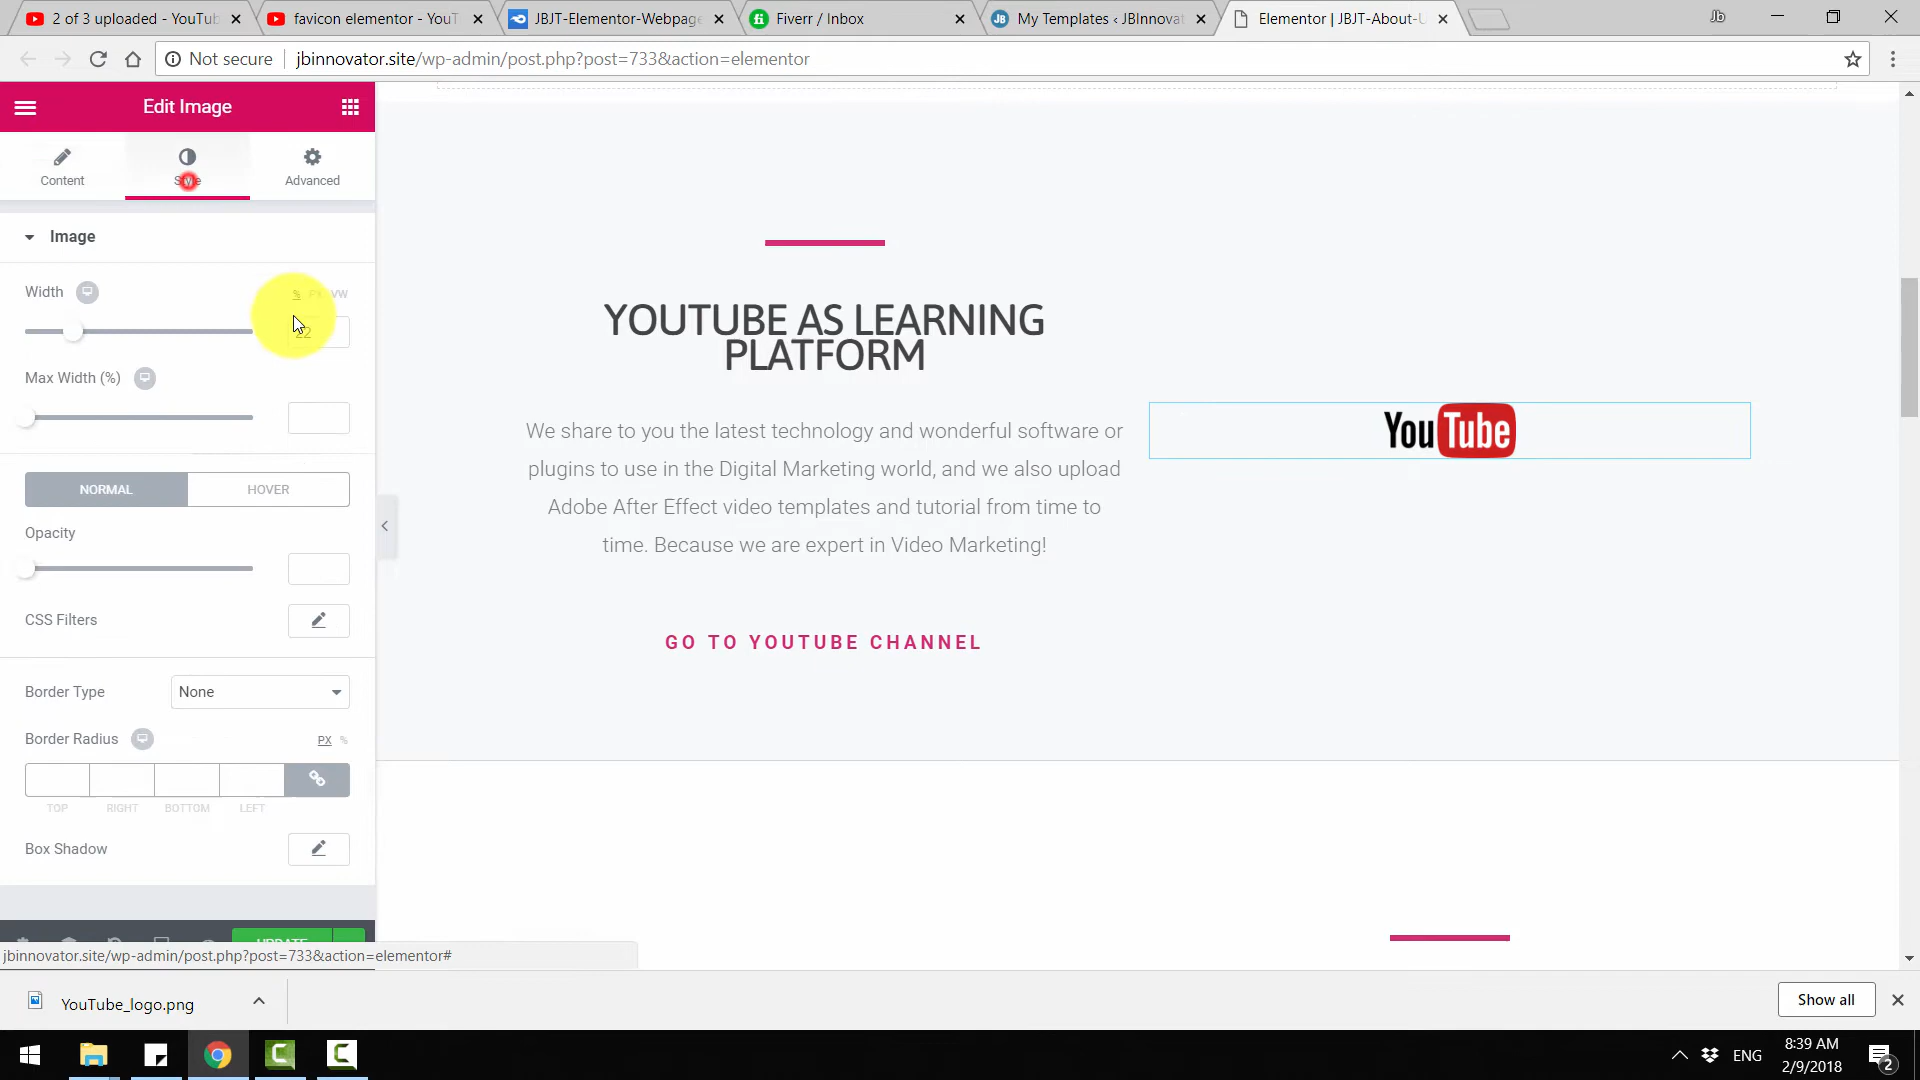 2 of 3 uploaded - YouTub
favicon elementor - YouT
JBJT-Elementor-Webpage
Fiverr / Inbox
My Templates ‹ JBInnovat
Elementor | JBJT-About-U
Jb
Not secure
jbinnovator.site/wp-admin/post.php?post=733&action=elementor
Edit Image
Content
Style
Advanced
Image
Width
% PX VW
22
Max Width (%)
NORMAL
HOVER
Opacity
CSS Filters
Border Type
None
Border Radius
PX %
TOP
RIGHT
BOTTOM
LEFT
Box Shadow
UPDATE
YOUTUBE AS LEARNING
PLATFORM
We share to you the latest technology and wonderful software or
plugins to use in the Digital Marketing world, and we also upload
Adobe After Effect video templates and tutorial from time to
time. Because we are expert in Video Marketing!
GO TO YOUTUBE CHANNEL
YouTube
jbinnovator.site/wp-admin/post.php?post=733&action=elementor#
YouTube_logo.png
Show all
ENG
8:39 AM
2/9/2018
2